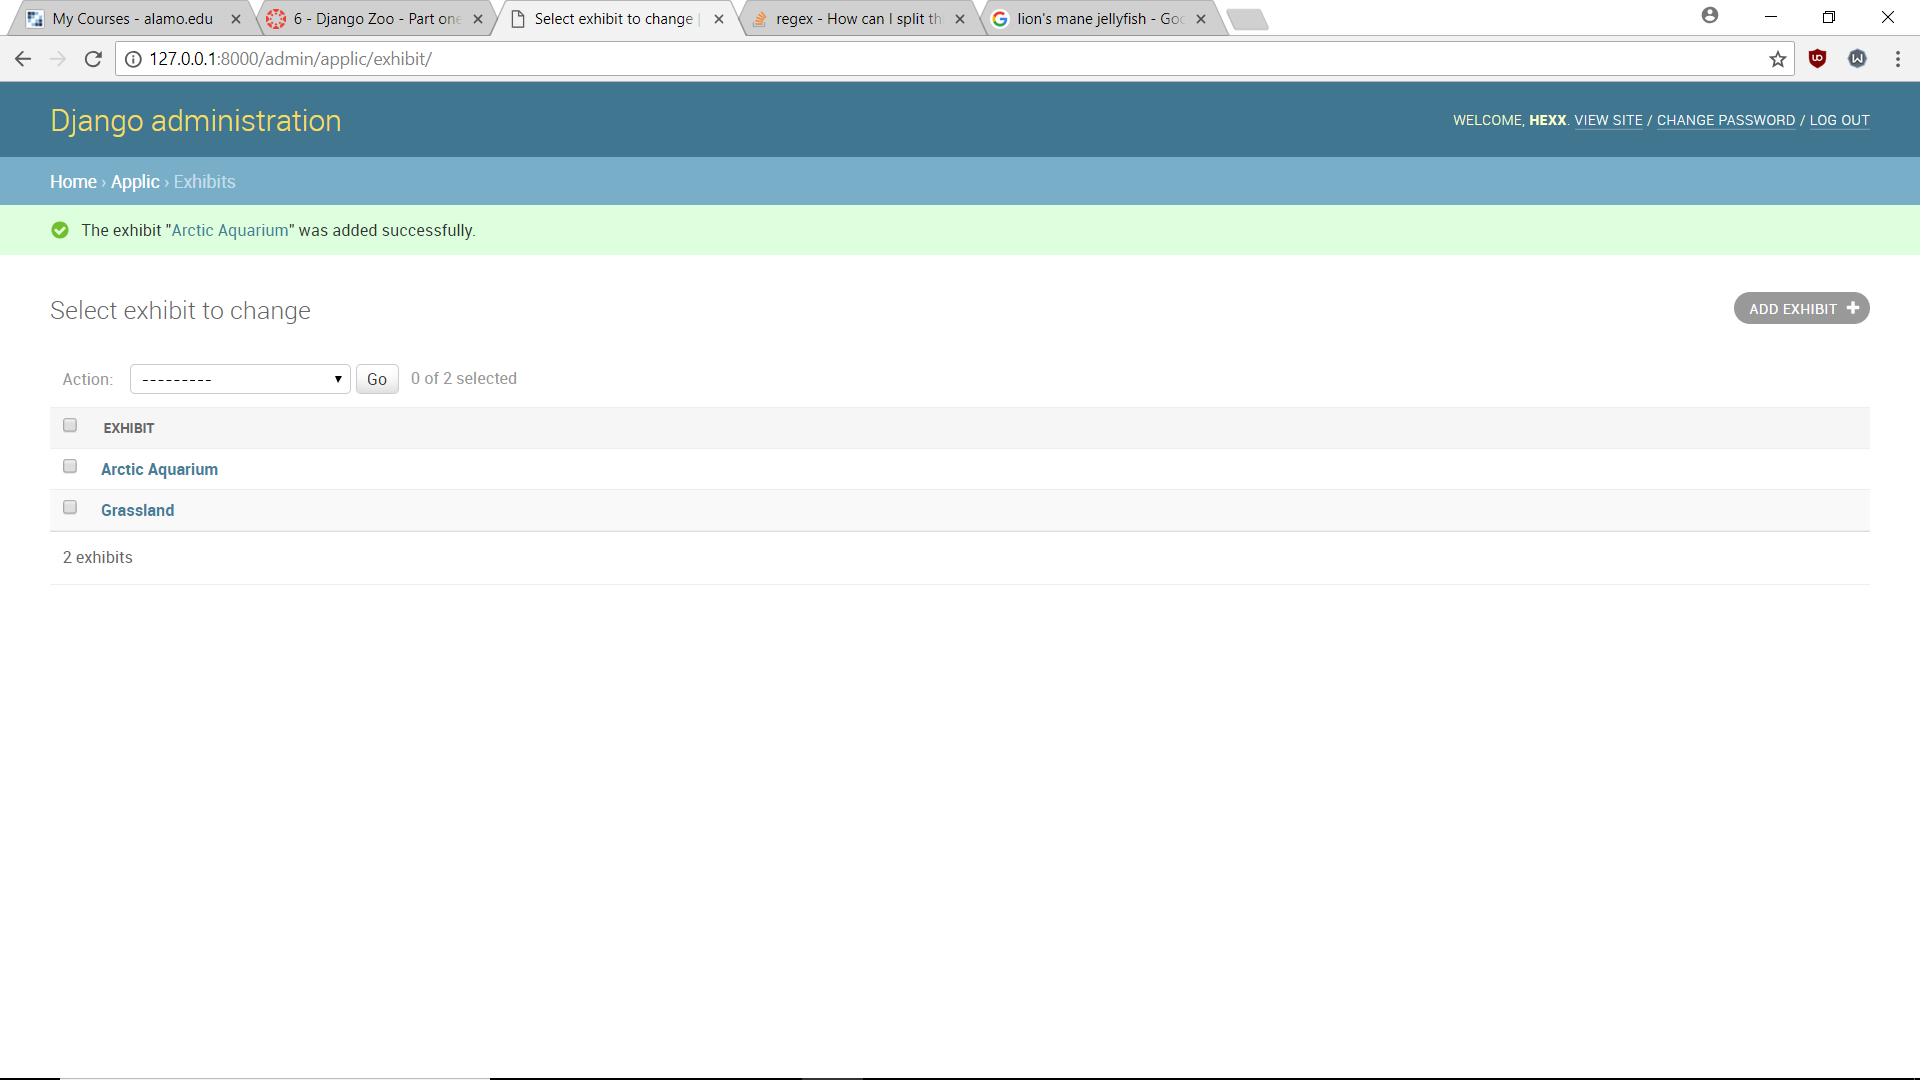 My Courses - alamo.edu
6 - Django Zoo - Part one
Select exhibit to change |
regex - How can I split th
lion's mane jellyfish - Goo
127.0.0.1:8000/admin/applic/exhibit/
Django administration
WELCOME, HEXX. VIEW SITE / CHANGE PASSWORD / LOG OUT
Home › Applic › Exhibits
The exhibit "Arctic Aquarium" was added successfully.
Select exhibit to change
ADD EXHIBIT +
Action: --------- Go 0 of 2 selected
EXHIBIT
Arctic Aquarium
Grassland
2 exhibits